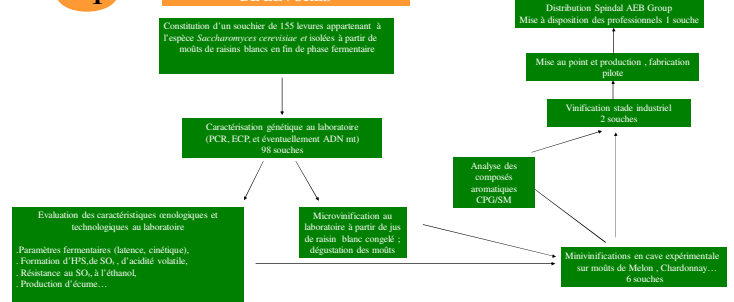 Constitution d'un souchier de 155 levures appartenant à
l'espèce Saccharomyces cerevisiae et isolées à partir de
moûts de raisins blancs en fin de phase fermentaire
Caractérisation génétique au laboratoire
(PCR, ECP, et éventuellement ADN mt)
98 souches
Evaluation des caractéristiques œnologiques et
technologiques au laboratoire
.Paramètres fermentaires (latence, cinétique),
. Formation d'H²S,de SO₂ , d'acidité volatile,
. Résistance au SO₂, à l'éthanol,
. Production d'écume…
Microvinification au
laboratoire à partir de jus
de raisin blanc congelé ;
dégustation des moûts
Minivinifications en cave expérimentale
sur moûts de Melon , Chardonnay…
6 souches
Analyse des
composés
aromatiques
CPG/SM
Vinification stade industriel
2 souches
Mise au point et production , fabrication
pilote
Distribution Spindal AEB Group
Mise à disposition des professionnels 1 souche